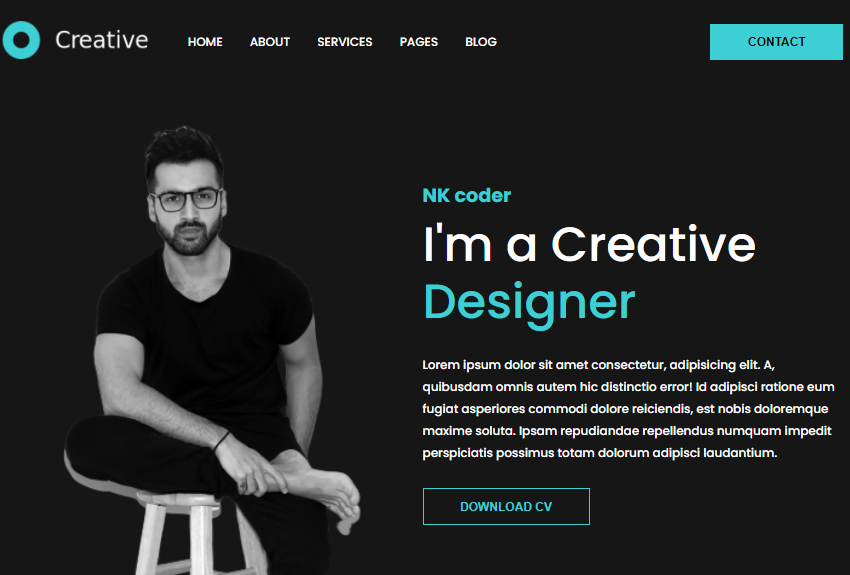 Creative
HOME
ABOUT
SERVICES
PAGES
BLOG
CONTACT
NK coder
I'm a Creative
Designer
Lorem ipsum dolor sit amet consectetur, adipisicing elit. A,
quibusdam omnis autem hic distinctio error! Id adipisci ratione eum
fugiat asperiores commodi dolore reiciendis, est nobis doloremque
maxime soluta. Ipsam repudiandae repellendus numquam impedit
perspiciatis possimus totam dolorum adipisci laudantium.
DOWNLOAD CV